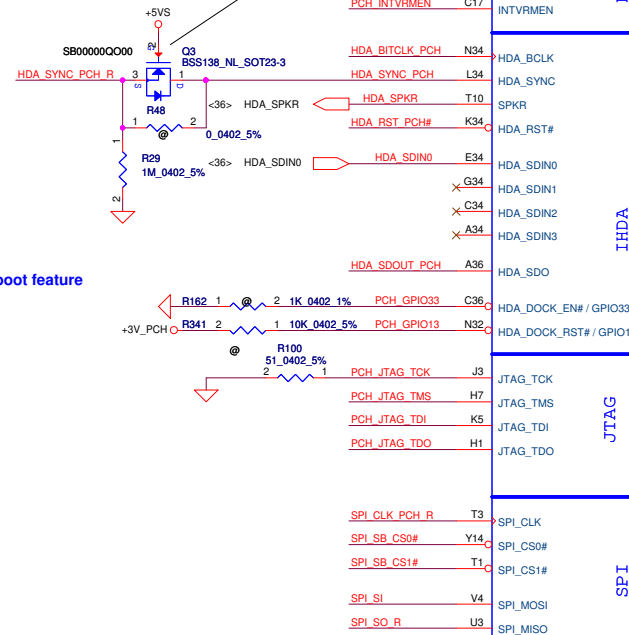 PCH_INTVRMEN C17 INTVRMEN
+5VS
SB00000QO00 Q3
BSS138_NL_SOT23-3
2 G
HDA_SYNC_PCH_R 3 S 1 D
HDA_BITCLK_PCH N34 HDA_BCLK
HDA_SYNC_PCH L34 HDA_SYNC
<36> HDA_SPKR HDA_SPKR T10 SPKR
HDA_RST_PCH# K34 HDA_RST#
R48
1 @ 2
0_0402_5%
<36> HDA_SDIN0 HDA_SDIN0 E34 HDA_SDIN0
1 R29
1M_0402_5%
2
G34 HDA_SDIN1
C34 HDA_SDIN2
A34 HDA_SDIN3
IHDA
HDA_SDOUT_PCH A36 HDA_SDO
boot feature
R162 1 @ 2 1K_0402_1% PCH_GPIO33 C36 HDA_DOCK_EN# / GPIO33
+3V_PCH R341 2 1 10K_0402_5% PCH_GPIO13 N32 HDA_DOCK_RST# / GPIO1
@
R100
51_0402_5%
2 1 PCH_JTAG_TCK J3 JTAG_TCK
PCH_JTAG_TMS H7 JTAG_TMS
PCH_JTAG_TDI K5 JTAG_TDI
PCH_JTAG_TDO H1 JTAG_TDO
JTAG
SPI_CLK_PCH_R T3 SPI_CLK
SPI_SB_CS0# Y14 SPI_CS0#
SPI_SB_CS1# T1 SPI_CS1#
SPI
SPI_SI V4 SPI_MOSI
SPI_SO_R U3 SPI_MISO